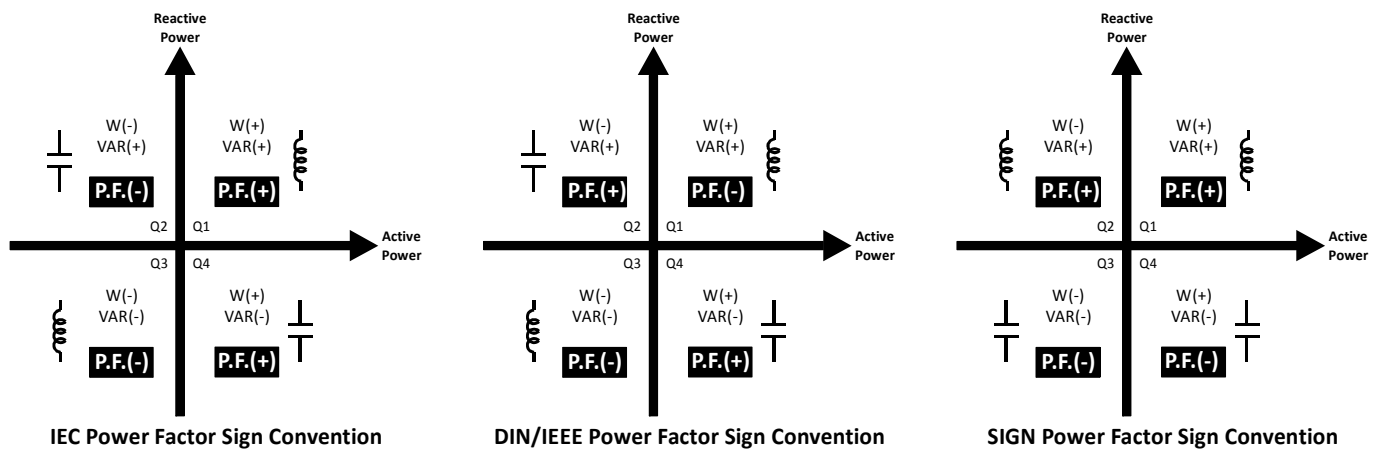 Reactive
Power
W(-)
VAR(+)
P.F.(-)
W(+)
VAR(+)
P.F.(+)
Q2
Q1
Active
Power
Q3
Q4
W(-)
VAR(-)
P.F.(-)
W(+)
VAR(-)
P.F.(+)
IEC Power Factor Sign Convention
Reactive
Power
W(-)
VAR(+)
P.F.(+)
W(+)
VAR(+)
P.F.(-)
Q2
Q1
Active
Power
Q3
Q4
W(-)
VAR(-)
P.F.(-)
W(+)
VAR(-)
P.F.(+)
DIN/IEEE Power Factor Sign Convention
Reactive
Power
W(-)
VAR(+)
P.F.(+)
W(+)
VAR(+)
P.F.(+)
Q2
Q1
Active
Power
Q3
Q4
W(-)
VAR(-)
P.F.(-)
W(+)
VAR(-)
P.F.(-)
SIGN Power Factor Sign Convention